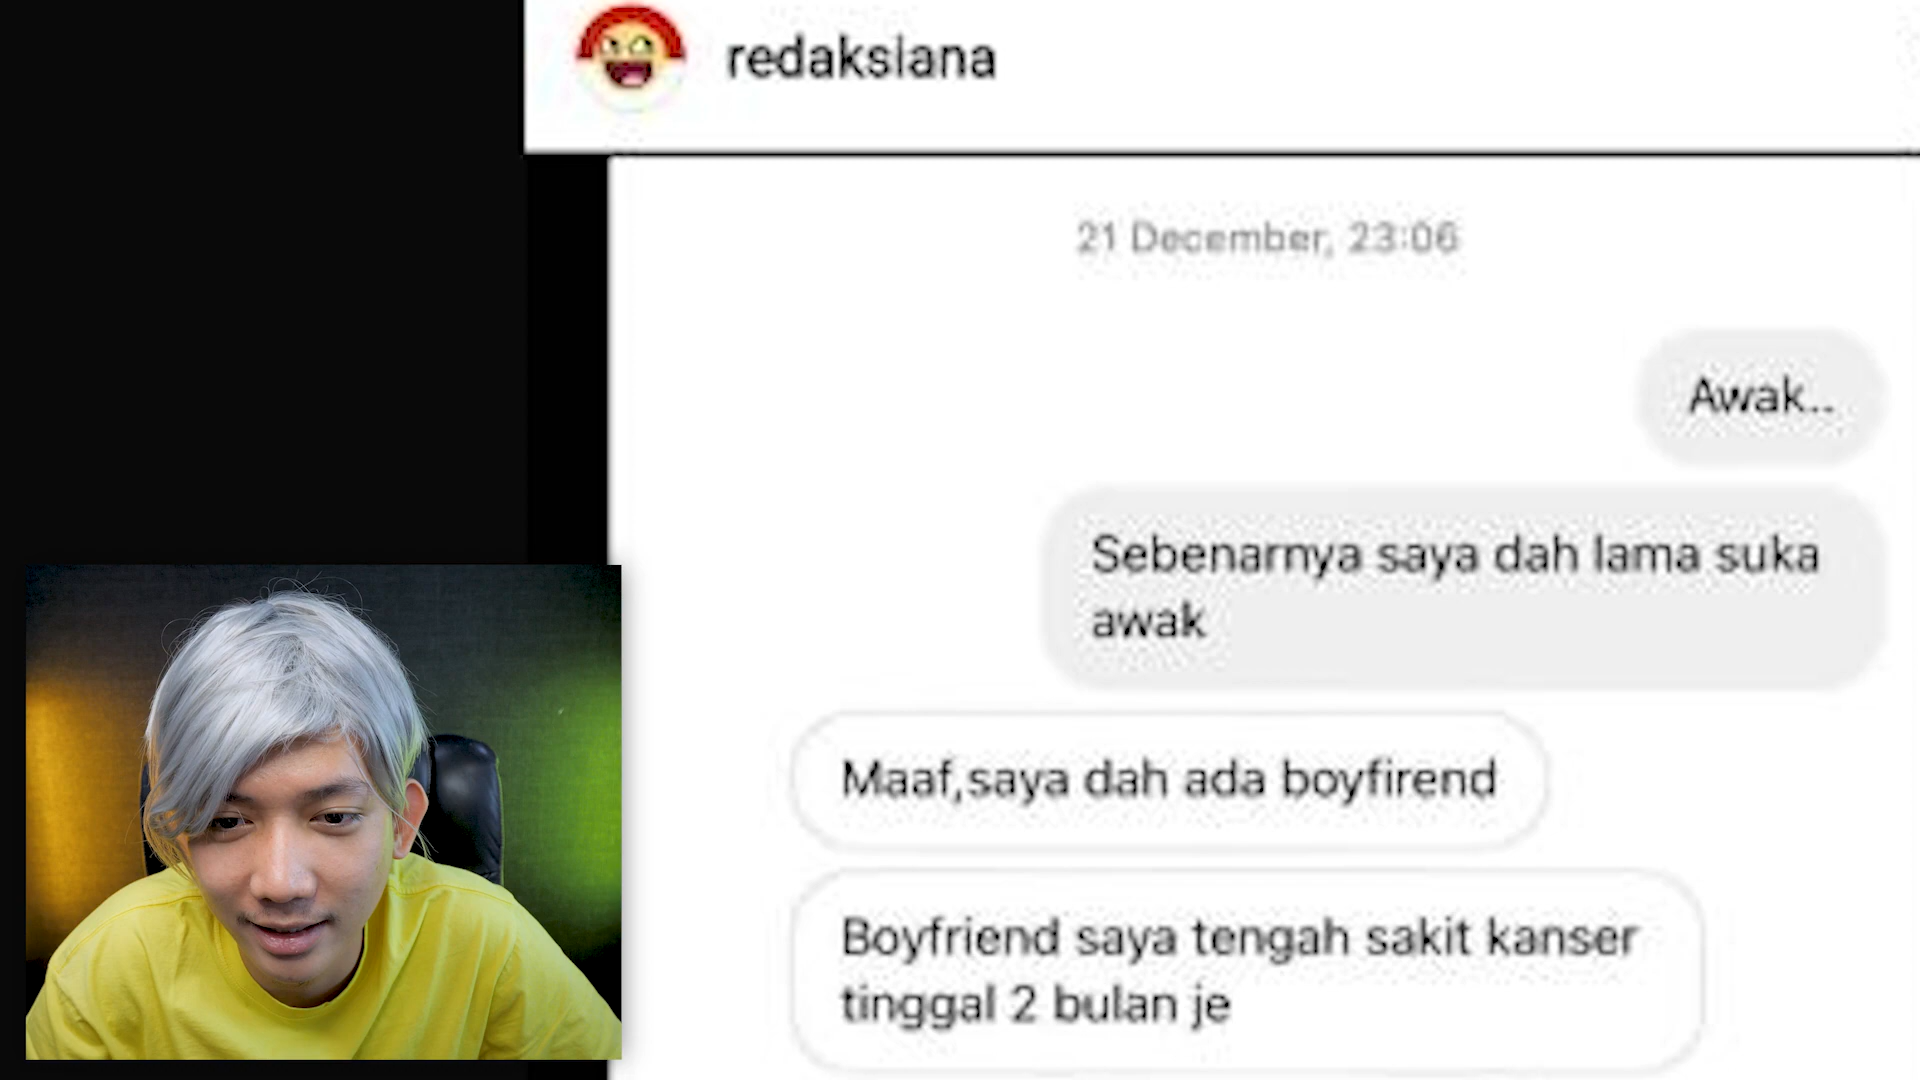 redaksiana
21 December, 23:06
Awak..
Sebenarnya saya dah lama suka
awak
Maaf,saya dah ada boyfirend
Boyfriend saya tengah sakit kanser
tinggal 2 bulan je